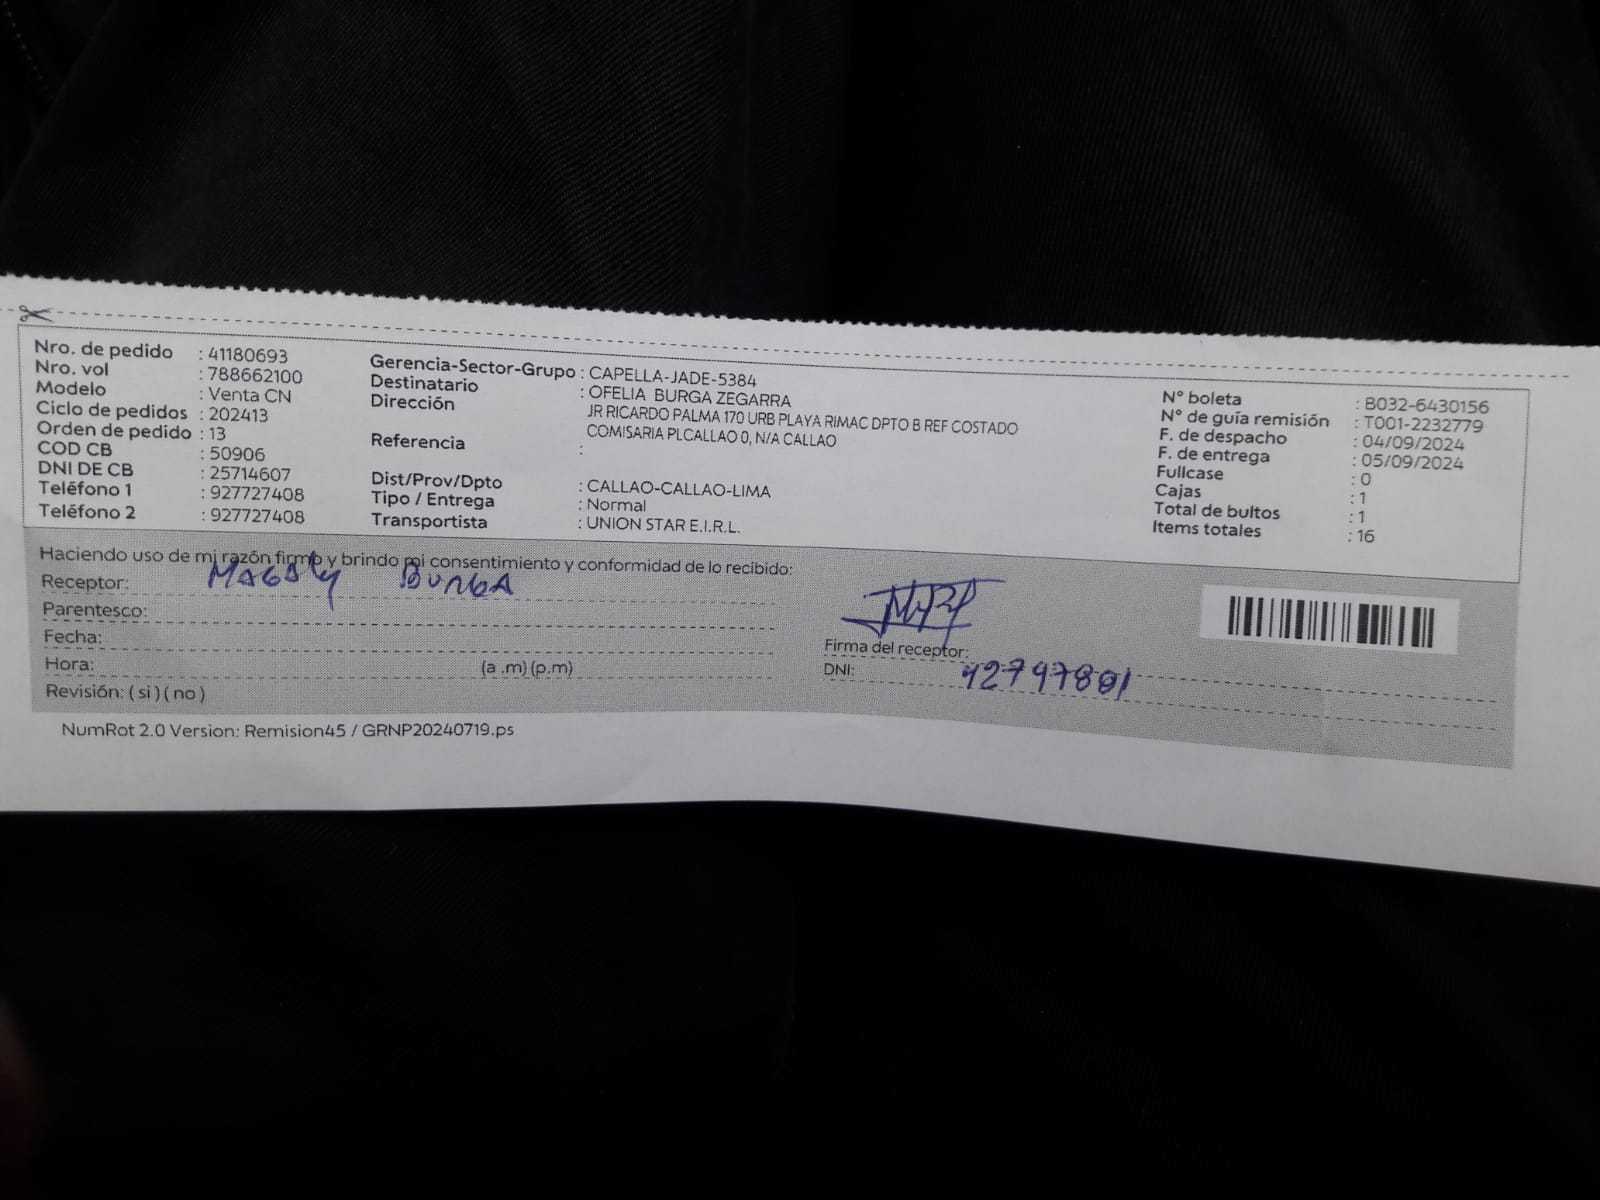 Nro. de pedido : 41180693
Nro. vol : 788662100
Modelo : Venta CN
Ciclo de pedidos : 202413
Orden de pedido : 13
COD CB : 50906
DNI DE CB : 25714607
Teléfono 1 : 927727408
Teléfono 2 : 927727408
Gerencia-Sector-Grupo : CAPELLA-JADE-5384
Destinatario : OFELIA BURGA ZEGARRA
Dirección JR RICARDO PALMA 170 URB PLAYA RIMAC DPTO B REF COSTADO
COMISARIA PLCALLAO 0, N/A CALLAO
Referencia :
Dist/Prov/Dpto : CALLAO-CALLAO-LIMA
Tipo / Entrega : Normal
Transportista : UNION STAR E.I.R.L.
N° boleta : B032-6430156
N° de guía remisión : T001-2232779
F. de despacho : 04/09/2024
F. de entrega : 05/09/2024
Fullcase : 0
Cajas : 1
Total de bultos : 1
Items totales : 16
Haciendo uso de mi razón firmo y brindo mi consentimiento y conformidad de lo recibido:
Receptor: MAGALY BURGA
Parentesco:
Fecha:
Hora: (a .m) (p.m)
Revisión: ( si ) ( no )
Firma del receptor:
DNI: 42797801
NumRot 2.0 Version: Remision45 / GRNP20240719.ps